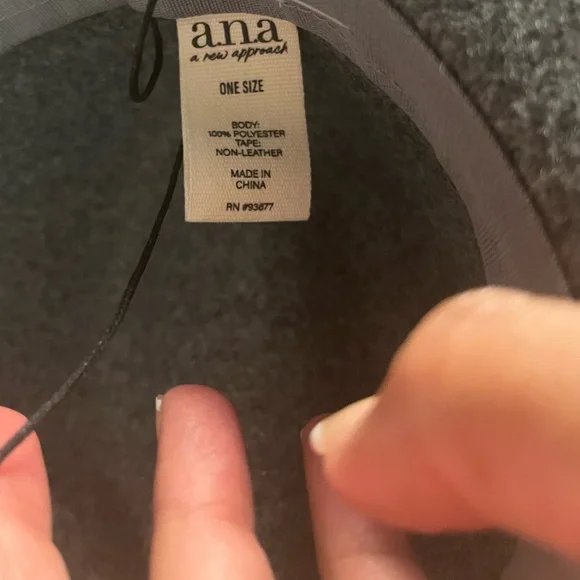 a.n.a
a new approach
ONE SIZE
BODY:
100% POLYESTER
TAPE:
NON-LEATHER
MADE IN
CHINA
RN #93677